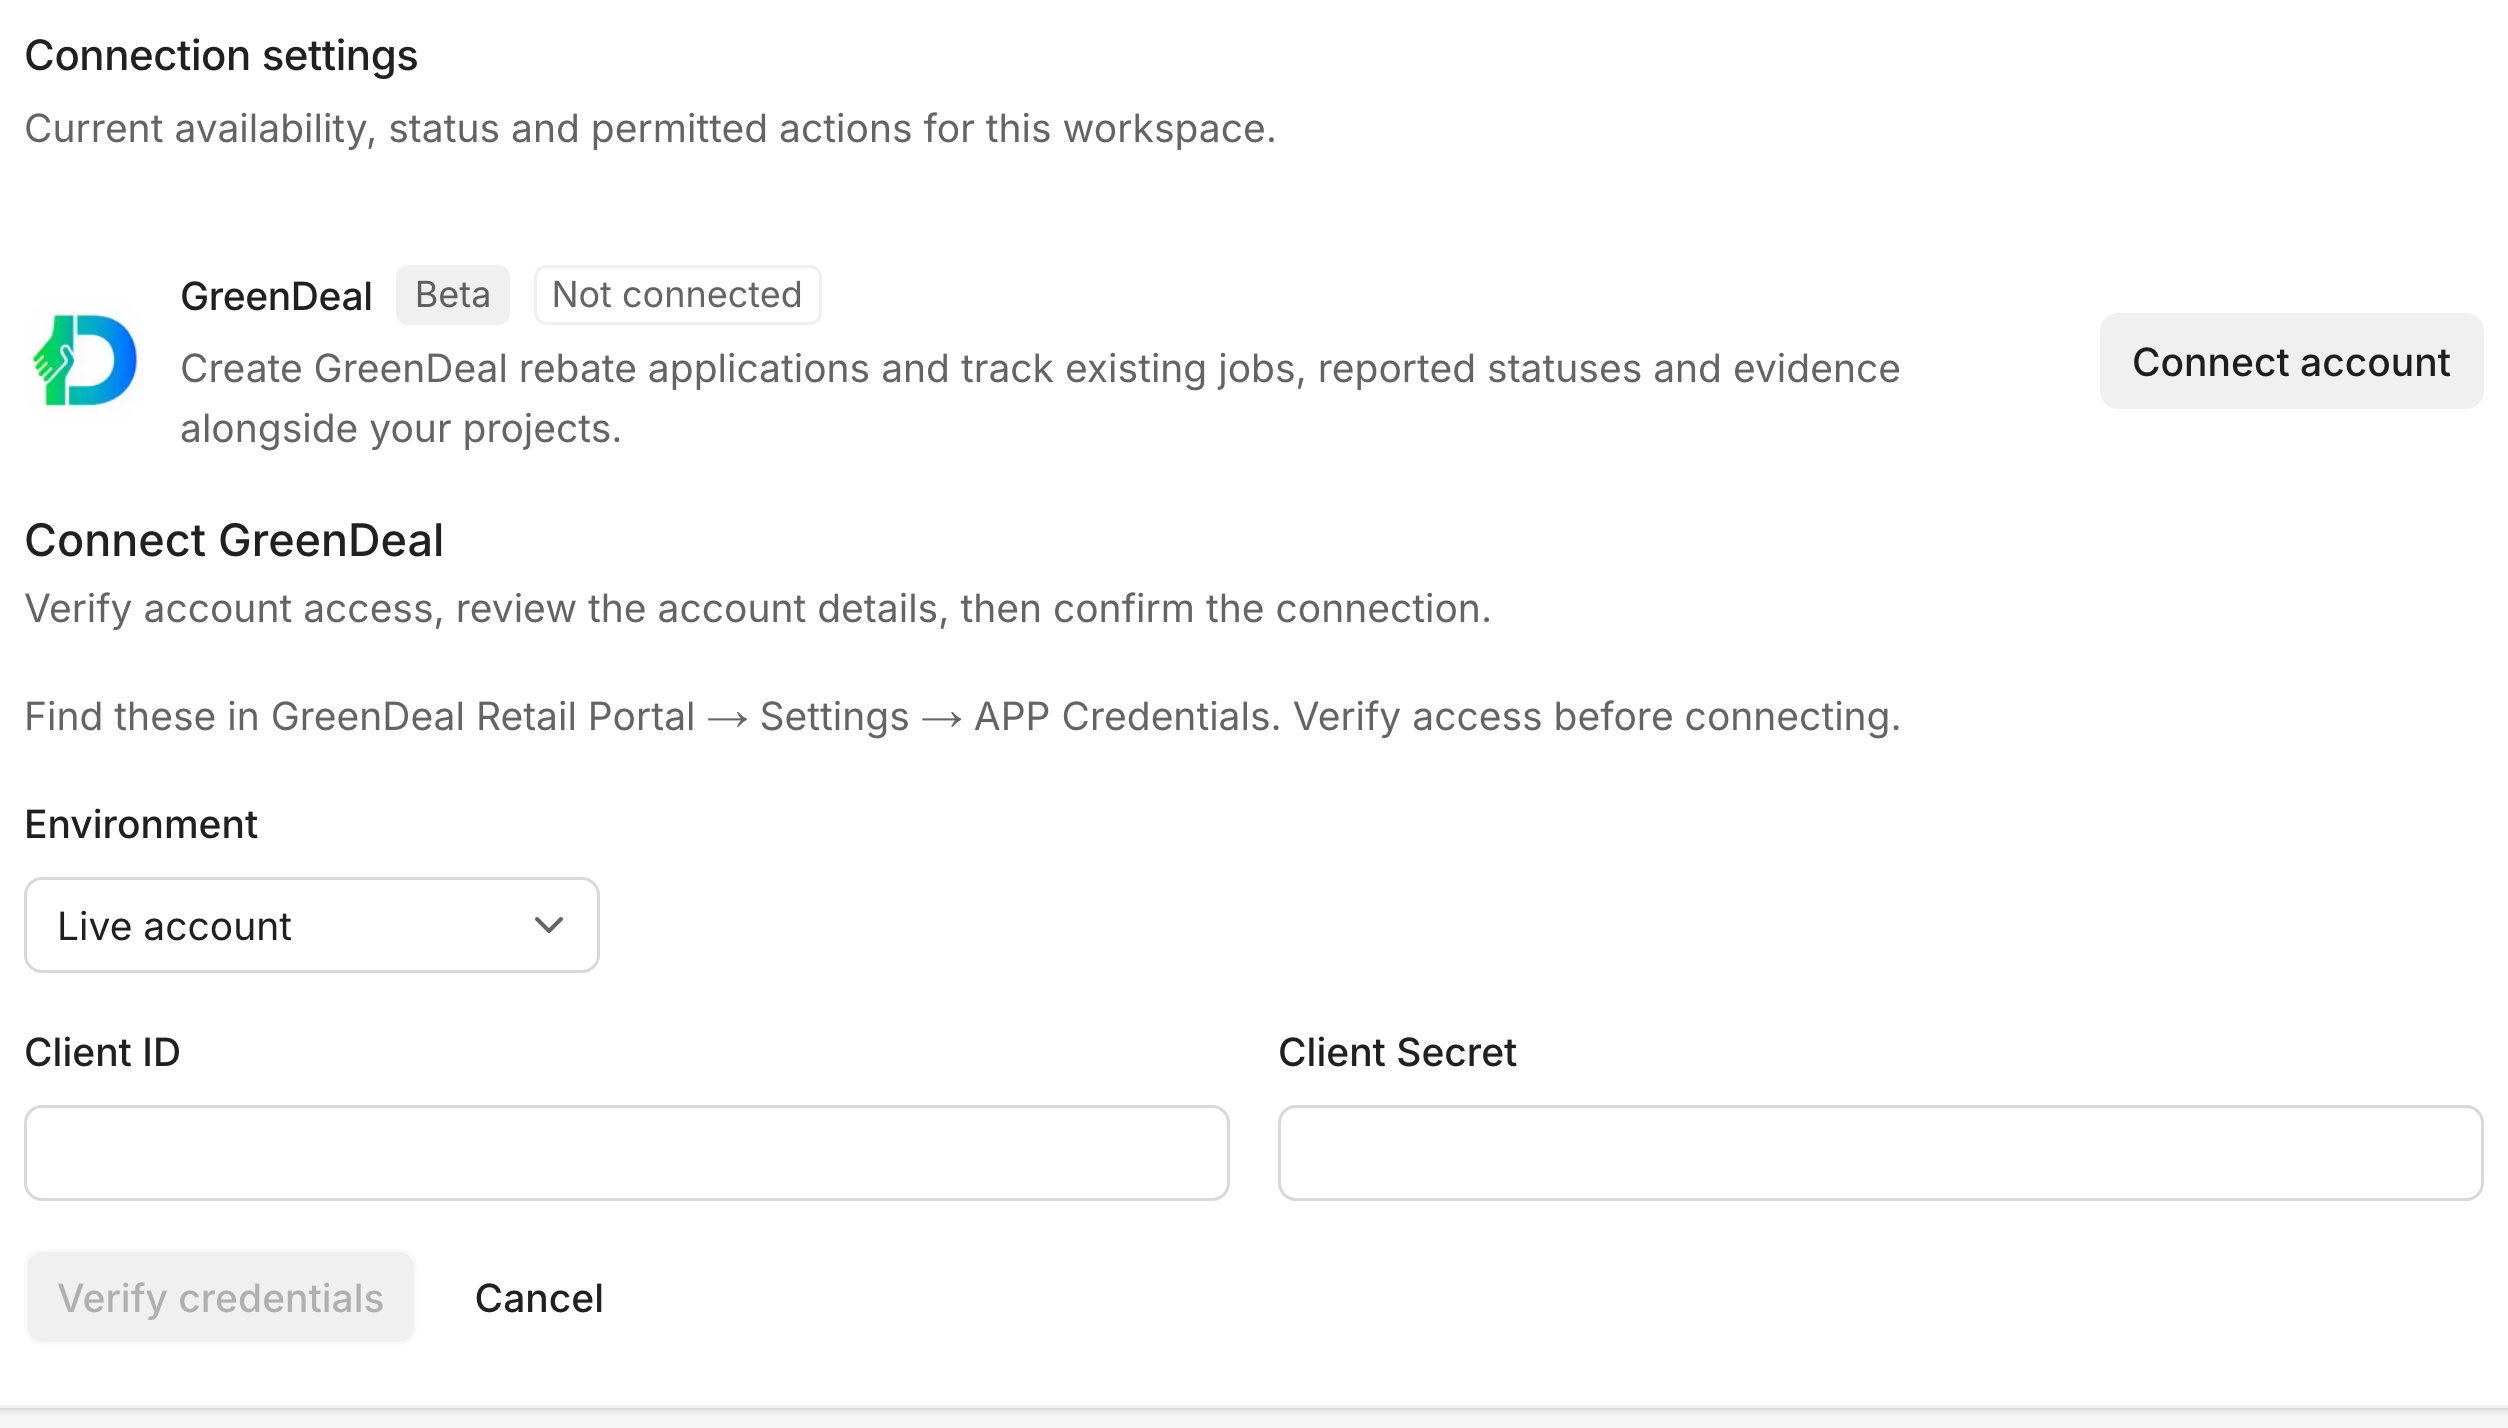 Connection settings
Current availability, status and permitted actions for this workspace.
GreenDeal Beta Not connected
Create GreenDeal rebate applications and track existing jobs, reported statuses and evidence
alongside your projects.
Connect account
Connect GreenDeal
Verify account access, review the account details, then confirm the connection.
Find these in GreenDeal Retail Portal → Settings → APP Credentials. Verify access before connecting.
Environment
Live account
Client ID
Client Secret
Verify credentials
Cancel